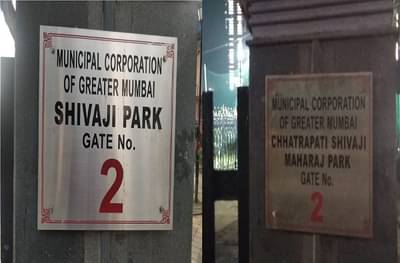 MUNICIPAL CORPORATION
OF GREATER MUMBAI
SHIVAJI PARK
GATE No.
2
MUNICIPAL CORPORATION
OF GREATER MUMBAI
CHHATRAPATI SHIVAJI
MAHARAJ PARK
GATE No.
2